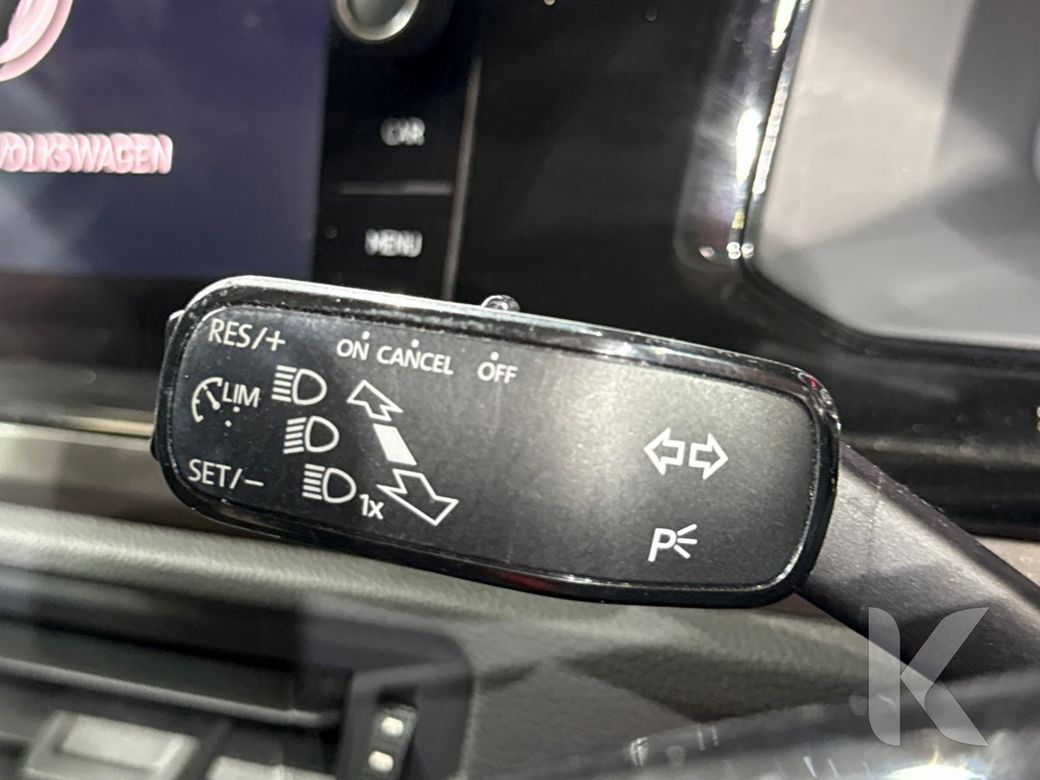 VOLKSWAGEN
CAR
MENU
RES/+
ON CANCEL OFF
LIM
SET/−
1x
P
K